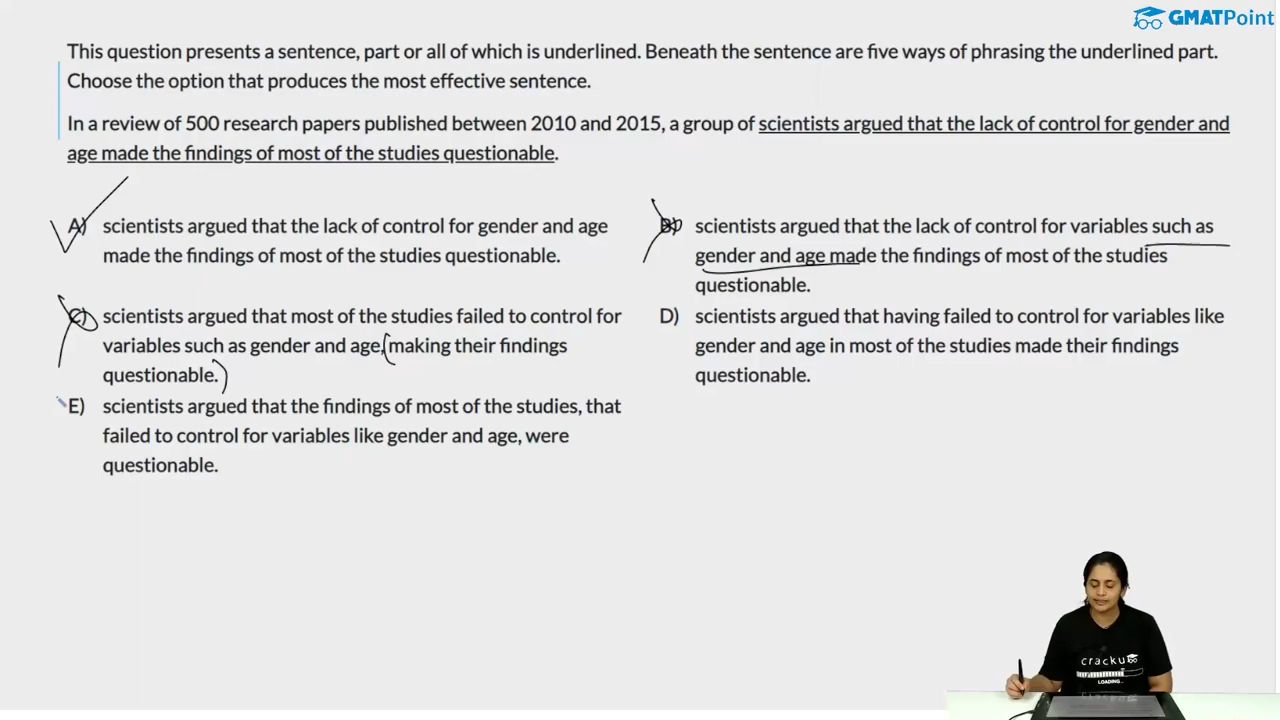 GMATPoint
This question presents a sentence, part or all of which is underlined. Beneath the sentence are five ways of phrasing the underlined part.
Choose the option that produces the most effective sentence.
In a review of 500 research papers published between 2010 and 2015, a group of scientists argued that the lack of control for gender and
age made the findings of most of the studies questionable.
A) scientists argued that the lack of control for gender and age
made the findings of most of the studies questionable.
B) scientists argued that the lack of control for variables such as
gender and age made the findings of most of the studies
questionable.
C) scientists argued that most of the studies failed to control for
variables such as gender and age, making their findings
questionable.
D) scientists argued that having failed to control for variables like
gender and age in most of the studies made their findings
questionable.
E) scientists argued that the findings of most of the studies, that
failed to control for variables like gender and age, were
questionable.
cracku
LOADING...